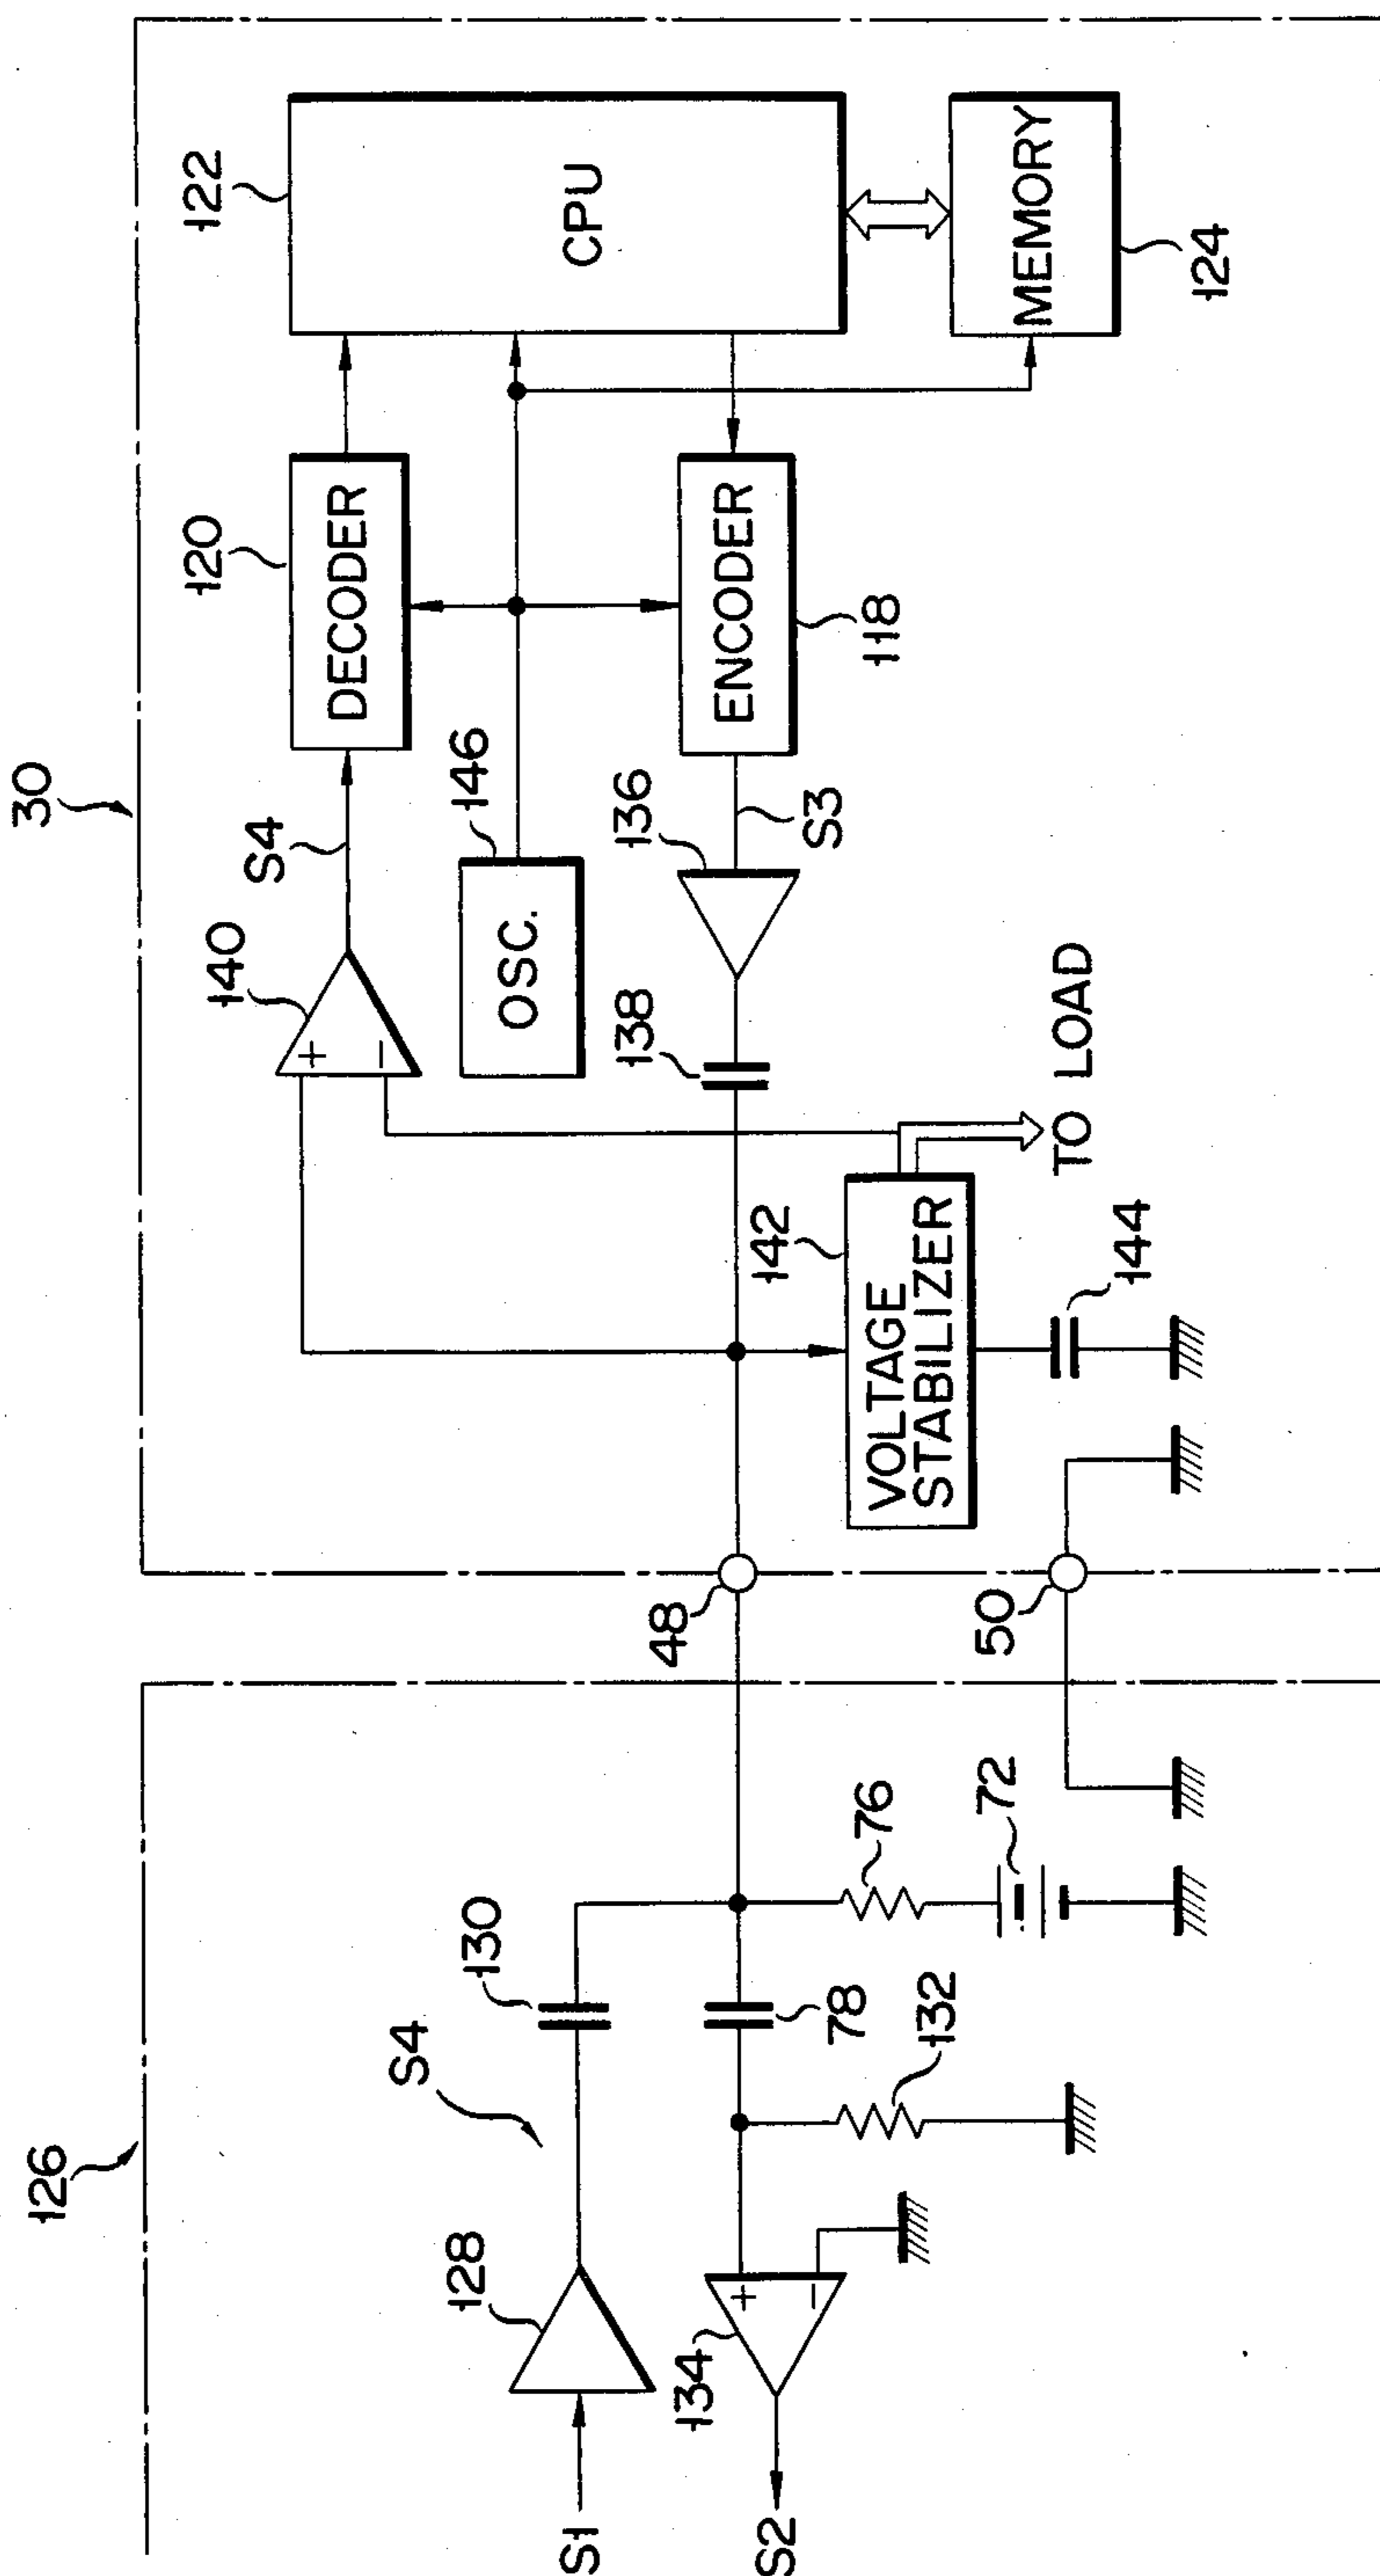 30
126
122
CPU
MEMORY
124
120
DECODER
ENCODER
118
S4
146
OSC.
136
S3
140
+
−
138
TO LOAD
142
VOLTAGE
STABILIZER
144
48
50
130
S4
76
72
78
132
128
134
+
−
S1
S2